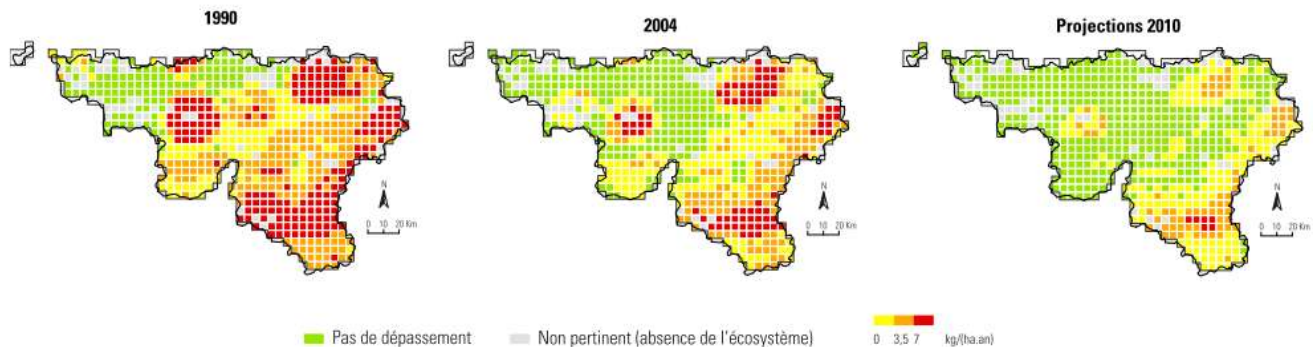 1990
2004
Projections 2010
N
0 10 20 Km
N
0 10 20 Km
N
0 10 20 Km
Pas de dépassement
Non pertinent (absence de l'écosystème)
0 3,5 7 kg/(ha.an)